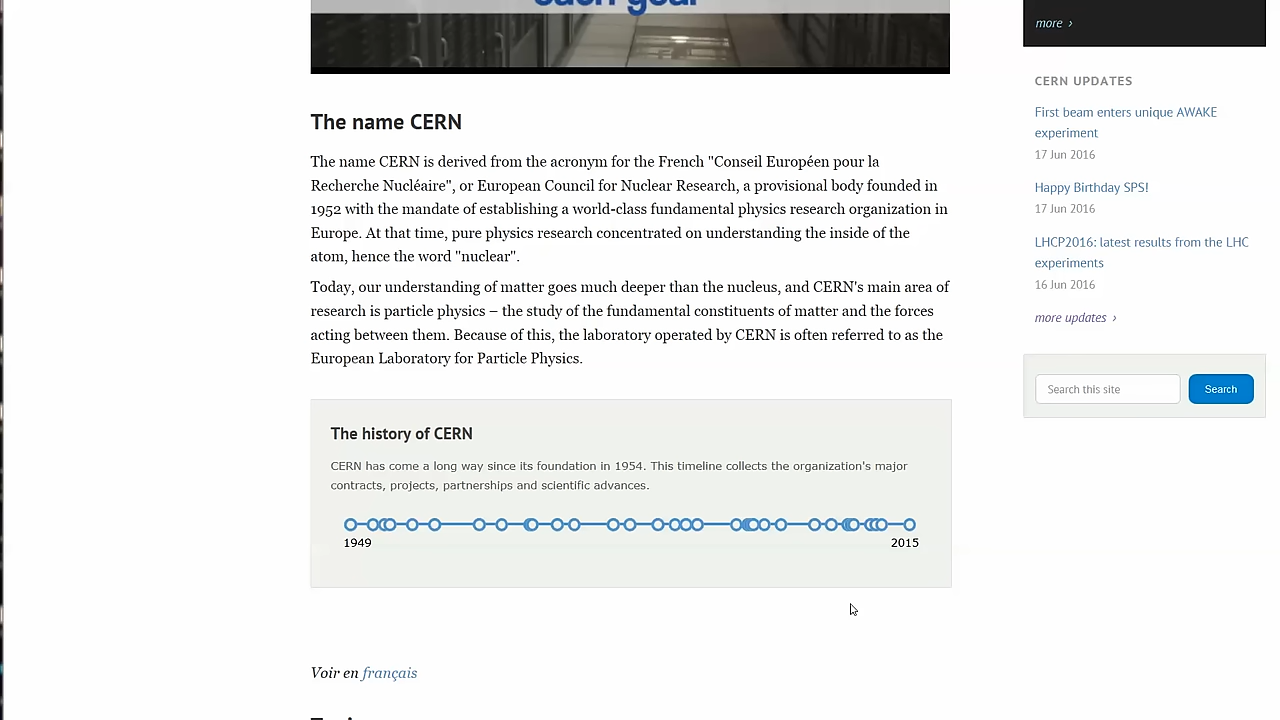 such goal
The name CERN
The name CERN is derived from the acronym for the French "Conseil Européen pour la
Recherche Nucléaire", or European Council for Nuclear Research, a provisional body founded in
1952 with the mandate of establishing a world-class fundamental physics research organization in
Europe. At that time, pure physics research concentrated on understanding the inside of the
atom, hence the word "nuclear".
Today, our understanding of matter goes much deeper than the nucleus, and CERN's main area of
research is particle physics – the study of the fundamental constituents of matter and the forces
acting between them. Because of this, the laboratory operated by CERN is often referred to as the
European Laboratory for Particle Physics.
The history of CERN
CERN has come a long way since its foundation in 1954. This timeline collects the organization's major
contracts, projects, partnerships and scientific advances.
1949
2015
Voir en français
more ›
CERN UPDATES
First beam enters unique AWAKE
experiment
17 Jun 2016
Happy Birthday SPS!
17 Jun 2016
LHCP2016: latest results from the LHC
experiments
16 Jun 2016
more updates ›
Search this site
Search